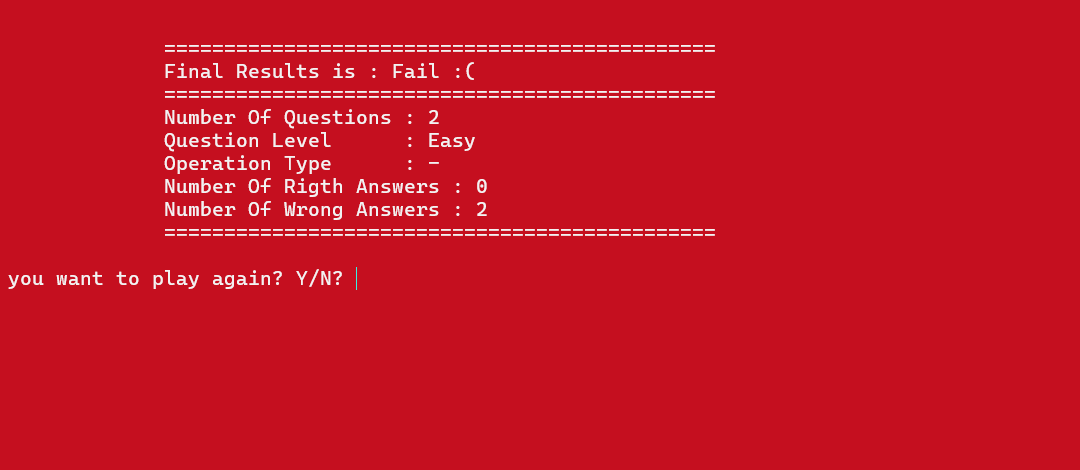 ==============================================
Final Results is : Fail :(
==============================================
Number Of Questions : 2
Question Level      : Easy
Operation Type      : -
Number Of Rigth Answers : 0
Number Of Wrong Answers : 2
==============================================
you want to play again? Y/N?